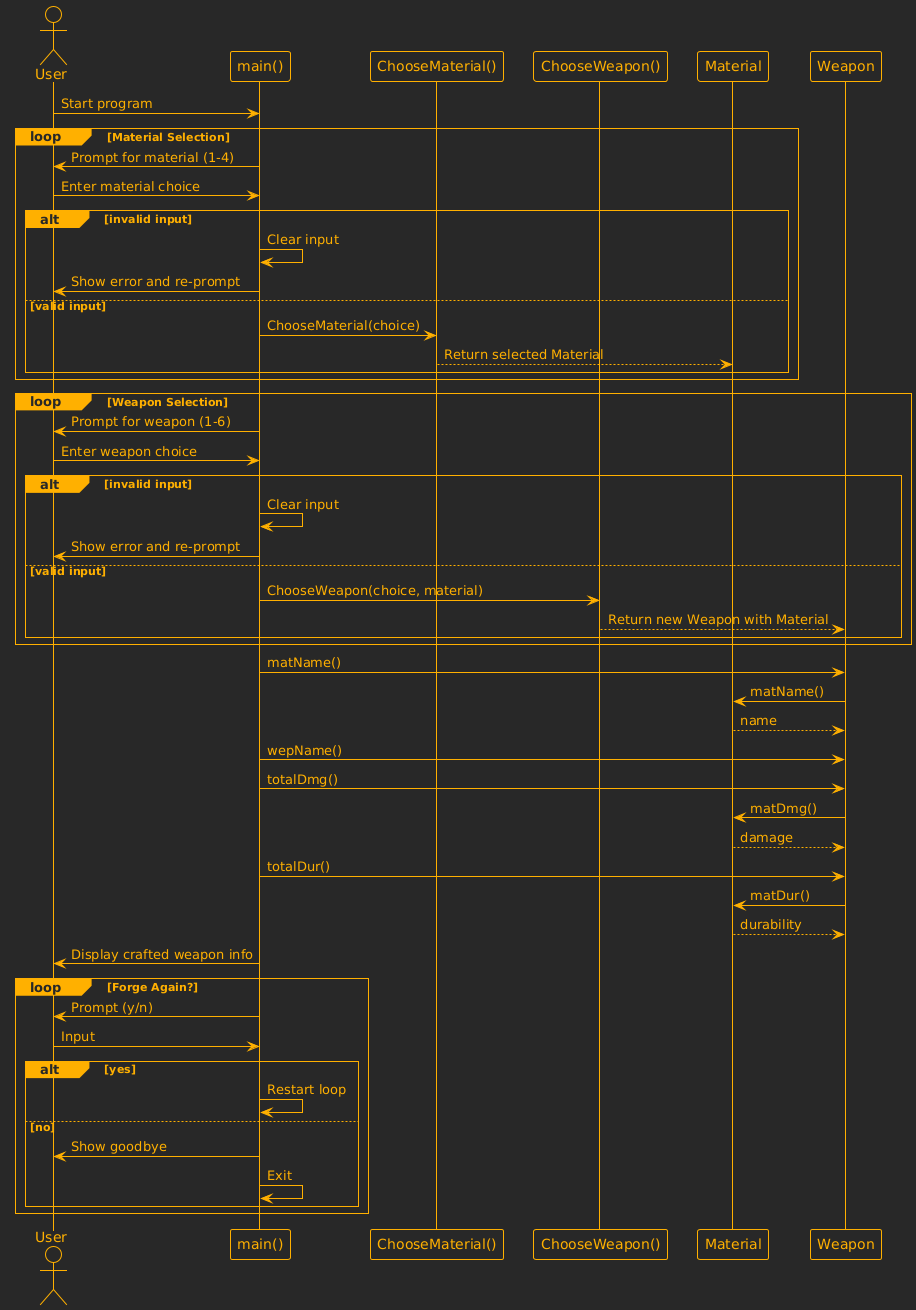 User
main()
ChooseMaterial()
ChooseWeapon()
Material
Weapon
Start program
loop [Material Selection]
Prompt for material (1-4)
Enter material choice
alt [invalid input]
Clear input
Show error and re-prompt
[valid input]
ChooseMaterial(choice)
Return selected Material
loop [Weapon Selection]
Prompt for weapon (1-6)
Enter weapon choice
alt [invalid input]
Clear input
Show error and re-prompt
[valid input]
ChooseWeapon(choice, material)
Return new Weapon with Material
matName()
matName()
name
wepName()
totalDmg()
matDmg()
damage
totalDur()
matDur()
durability
Display crafted weapon info
loop [Forge Again?]
Prompt (y/n)
Input
alt [yes]
Restart loop
[no]
Show goodbye
Exit
User
main()
ChooseMaterial()
ChooseWeapon()
Material
Weapon